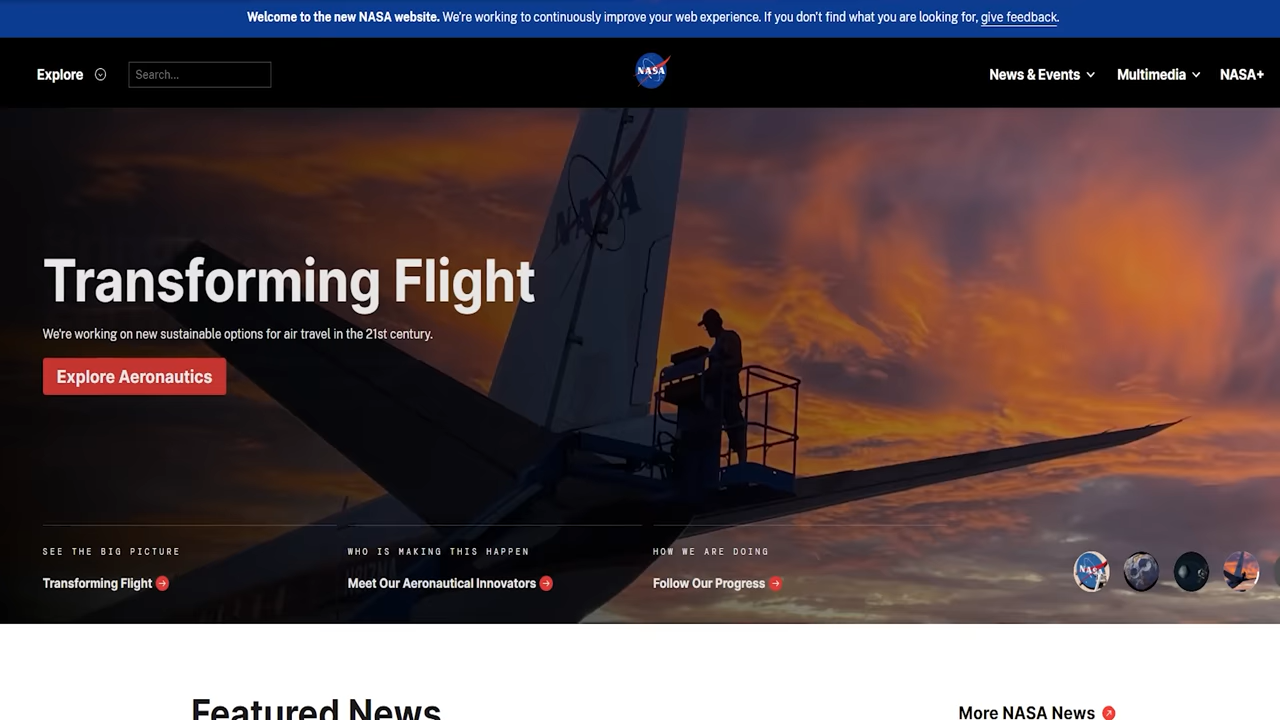 Welcome to the new NASA website. We're working to continuously improve your web experience. If you don't find what you are looking for, give feedback.
Explore
Search...
NASA
News & Events
Multimedia
NASA+
NASA
Transforming Flight
We're working on new sustainable options for air travel in the 21st century.
Explore Aeronautics
SEE THE BIG PICTURE
WHO IS MAKING THIS HAPPEN
HOW WE ARE DOING
Transforming Flight
Meet Our Aeronautical Innovators
Follow Our Progress
NASA
Featured News
More NASA News